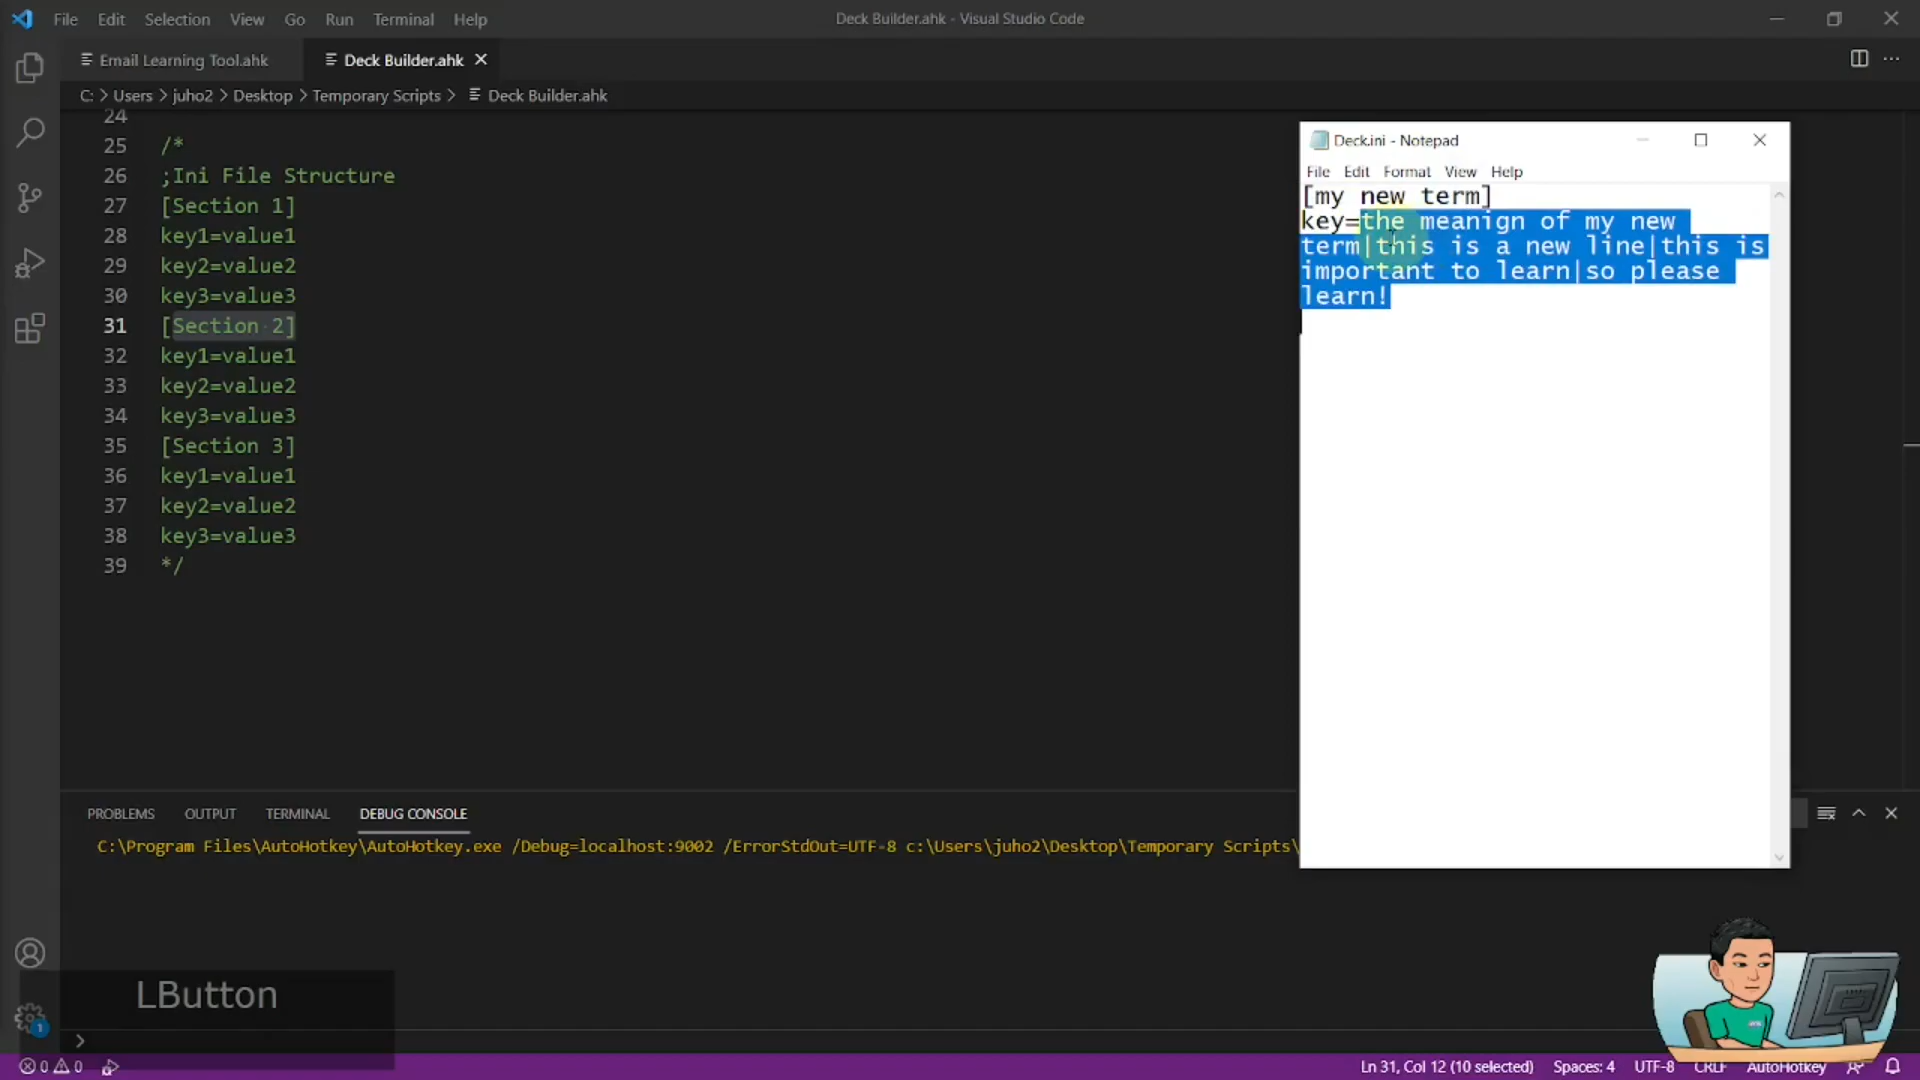 File Edit Selection View Go Run Terminal Help
Deck Builder.ahk - Visual Studio Code
Email Learning Tool.ahk
Deck Builder.ahk
C: > Users > juho2 > Desktop > Temporary Scripts > Deck Builder.ahk
24
25 /*
26 ;Ini File Structure
27 [Section 1]
28 key1=value1
29 key2=value2
30 key3=value3
31 [Section 2]
32 key1=value1
33 key2=value2
34 key3=value3
35 [Section 3]
36 key1=value1
37 key2=value2
38 key3=value3
39 */
Deck.ini - Notepad
File Edit Format View Help
[my new term]
key=the meanign of my new
term|this is a new line|this is
important to learn|so please
learn!
PROBLEMS OUTPUT TERMINAL DEBUG CONSOLE
C:\Program Files\AutoHotkey\AutoHotkey.exe /Debug=localhost:9002 /ErrorStdOut=UTF-8 c:\Users\juho2\Desktop\Temporary Scripts\
LButton
1
0 0
Ln 31, Col 12 (10 selected) Spaces: 4 UTF-8 CRLF AutoHotkey